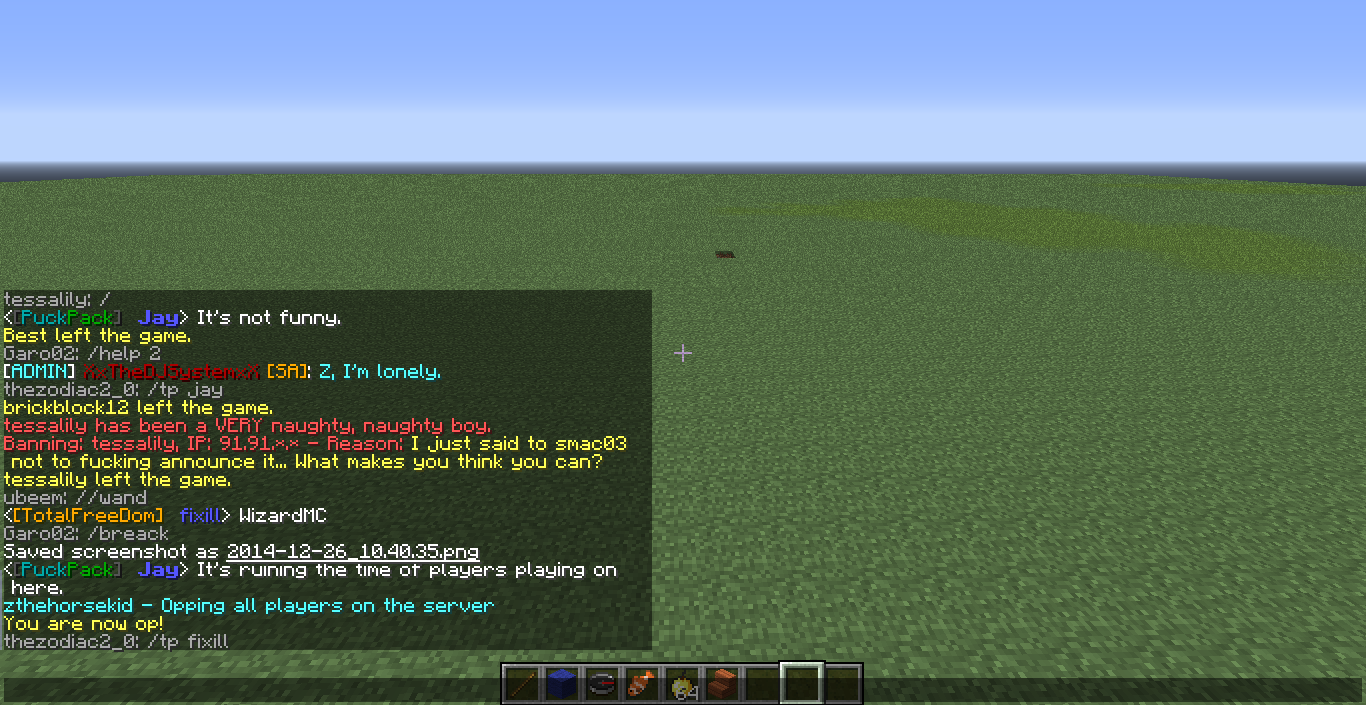 tessalily: /
<[PuckPack] Jay> It's not funny.
Best left the game.
Garo02: /help 2
[ADMIN] XxTheDJSystemxX [SA]: Z, I'm lonely.
thezodiac2_0: /tp jay
brickblock12 left the game.
tessalily has been a VERY naughty, naughty boy.
Banning: tessalily, IP: 91.91.*.* - Reason: I just said to smac03
not to fucking announce it... What makes you think you can?
tessalily left the game.
ubeem: //wand
<[TotalFreeDom] fixill> WizardMC
Garo02: /breack
Saved screenshot as 2014-12-26_10.40.35.png
<[PuckPack] Jay> It's ruining the time of players playing on
here.
zthehorsekid - Opping all players on the server
You are now op!
thezodiac2_0: /tp fixill
64